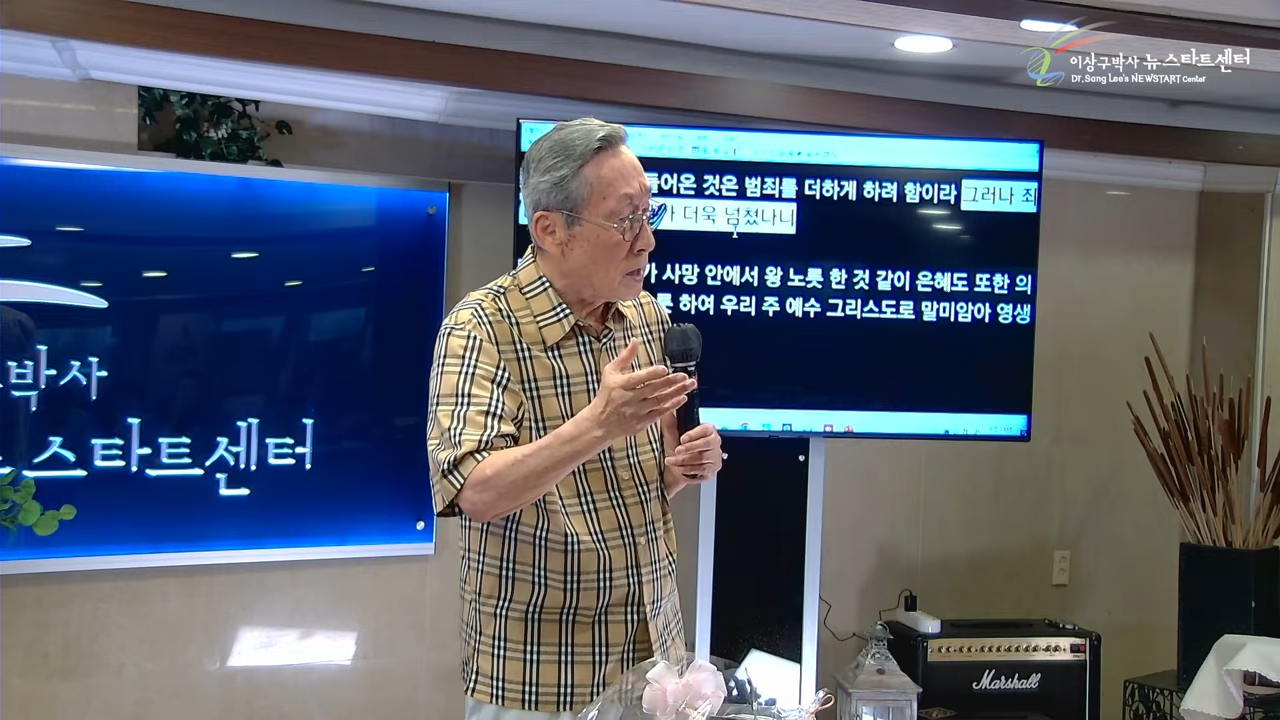 이상구박사 뉴스타트센터
Dr. Sang Lee's NEWSTART Center
들어온 것은 범죄를 더하게 하려 함이라 그러나 죄
가 더욱 넘쳤나니
가 사망 안에서 왕 노릇 한 것 같이 은혜도 또한 의
롯 하여 우리 주 예수 그리스도로 말미암아 영생
박사
스타트센터
Marshall